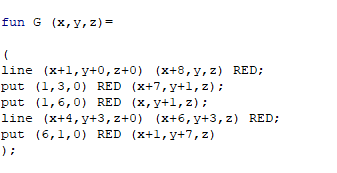 fun G (x,y,z)=
(
line (x+1,y+0,z+0) (x+8,y,z) RED;
put (1,3,0) RED (x+7,y+1,z);
put (1,6,0) RED (x,y+1,z);
line (x+4,y+3,z+0) (x+6,y+3,z) RED;
put (6,1,0) RED (x+1,y+7,z)
);